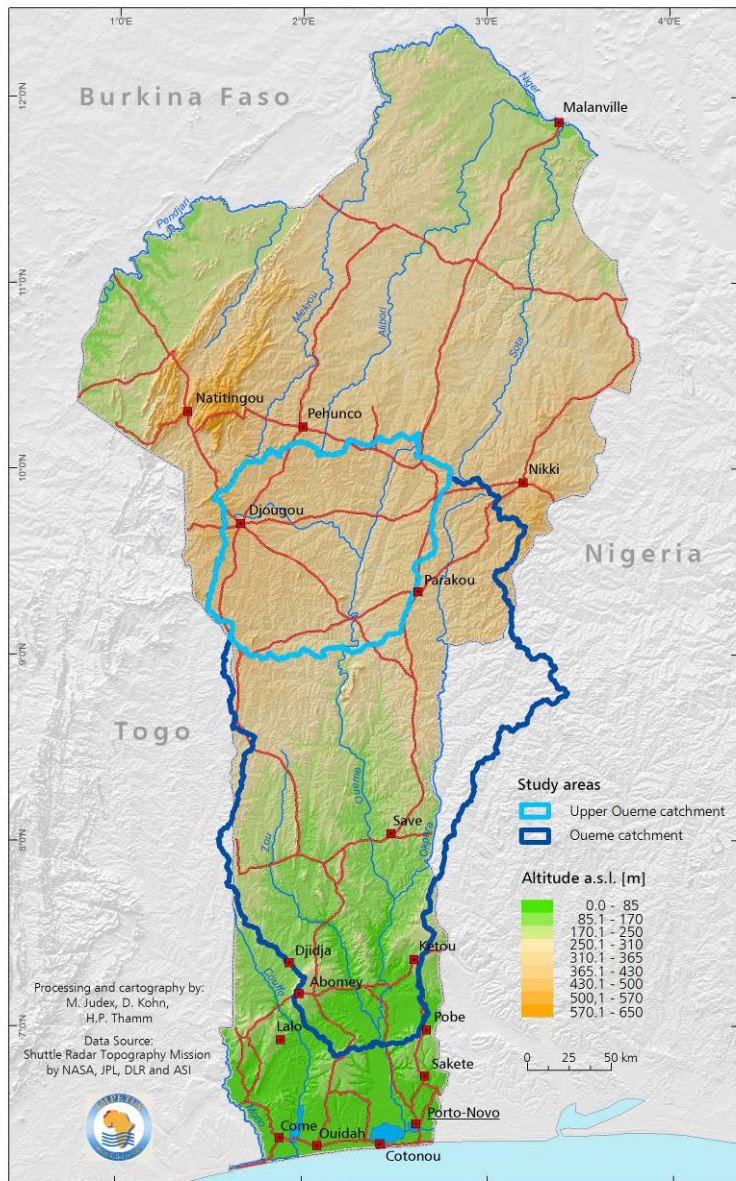 1°0'E
2°0'E
3°0'E
4°0'E
12°0'N
11°0'N
10°0'N
9°0'N
8°0'N
7°0'N
Burkina Faso
Niger
Malanville
Pendjari
Mekrou
Alibori
Sota
Natitingou
Pehunco
Nikki
Djougou
Nigeria
Parakou
Togo
Oueme
Zou
Save
Okpara
Study areas
Upper Oueme catchment
Oueme catchment
Altitude a.s.l. [m]
0.0 - 85
85.1 - 170
170.1 - 250
250.1 - 310
310.1 - 365
365.1 - 430
430.1 - 500
500,1 - 570
570.1 - 650
0 25 50 km
Djidja
Ketou
Couffo
Abomey
Pobe
Lalo
Sakete
Mono
Porto-Novo
Come
Ouidah
Cotonou
Processing and cartography by:
M. Judex, D. Kohn,
H.P. Thamm
Data Source:
Shuttle Radar Topography Mission
by NASA, JPL, DLR and ASI
IMPETUS